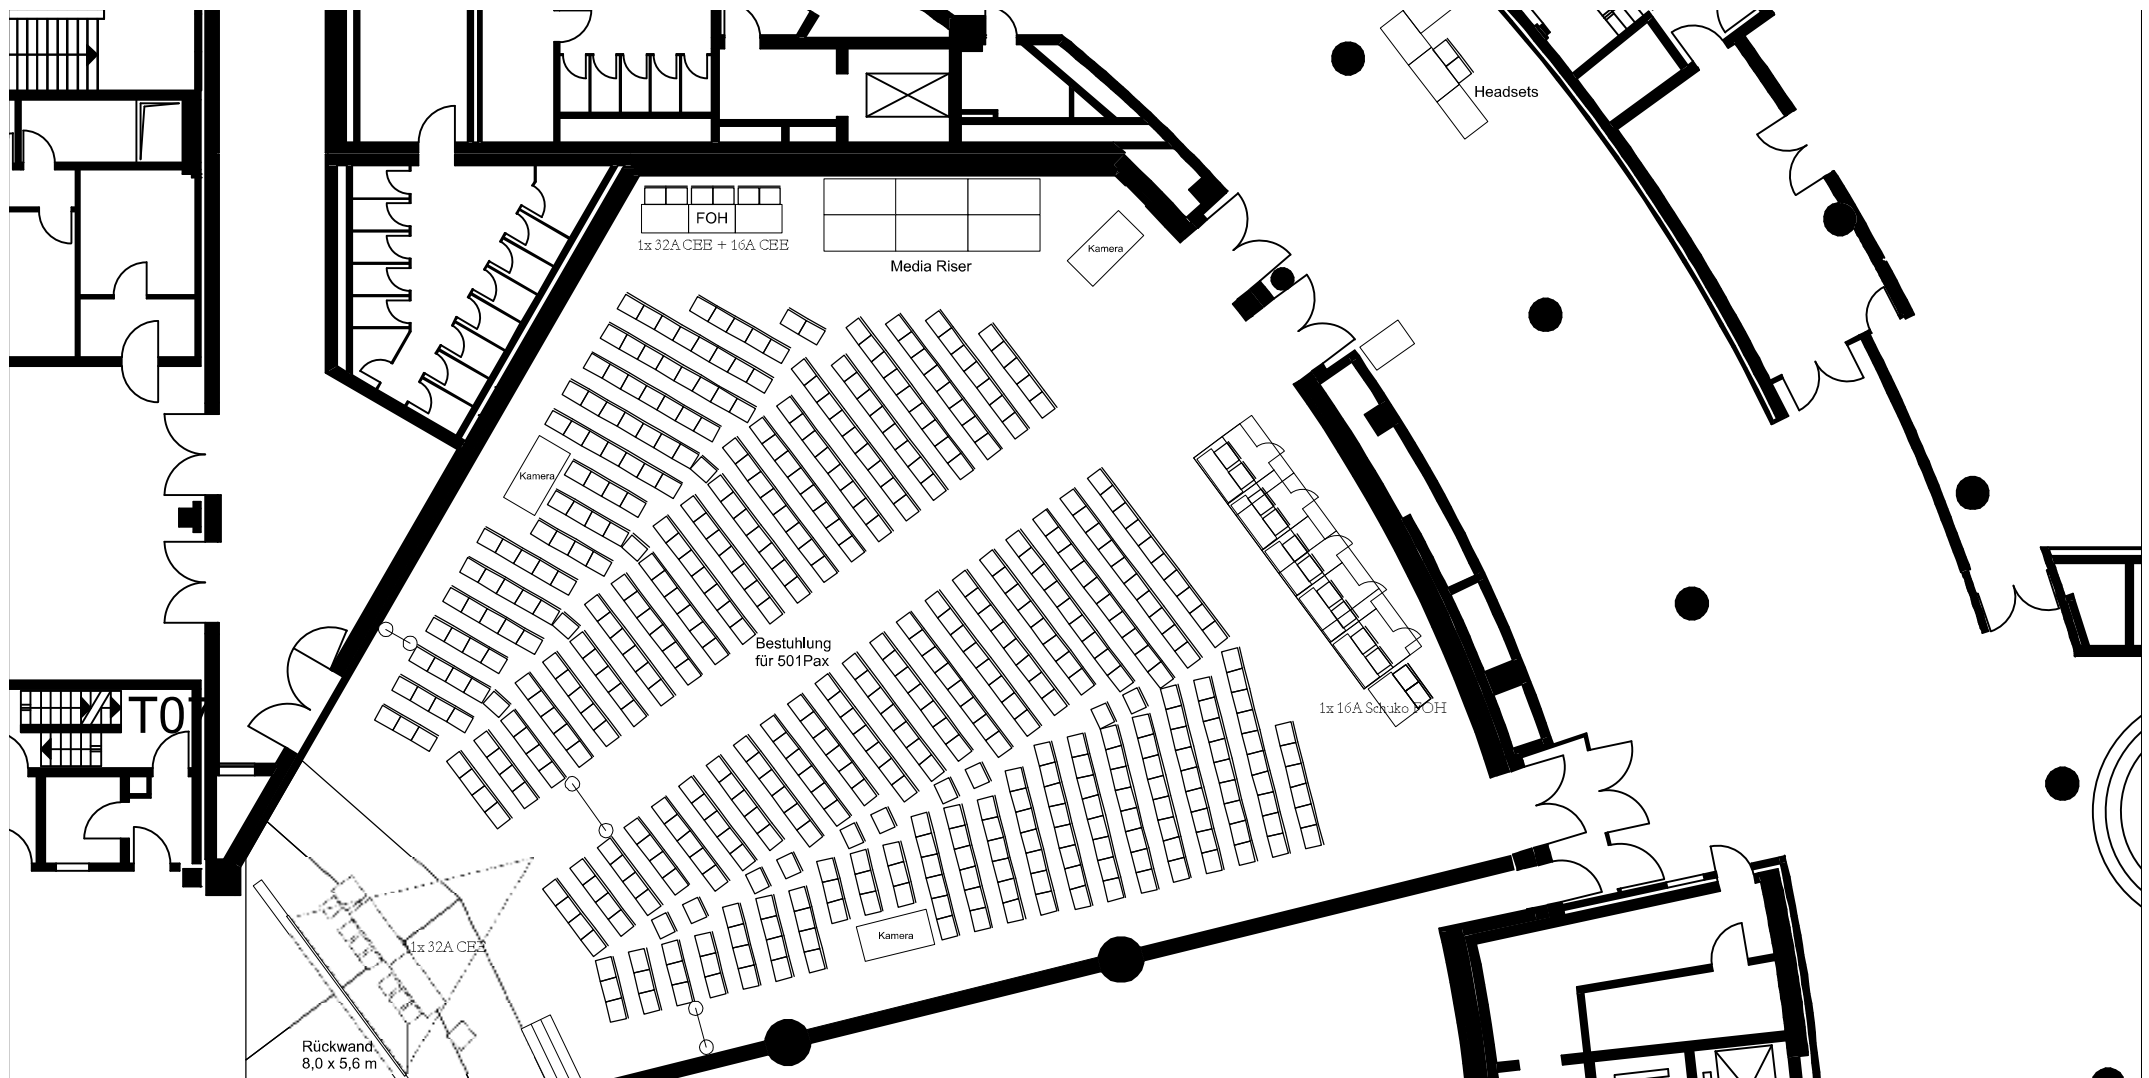 Headsets
FOH
1x 32A CEE + 16A CEE
Kamera
Media Riser
Kamera
Bestuhlung
für 501Pax
T07
1x 16A Schuko FOH
Kamera
1x 32A CEE
Rückwand
8,0 x 5,6 m